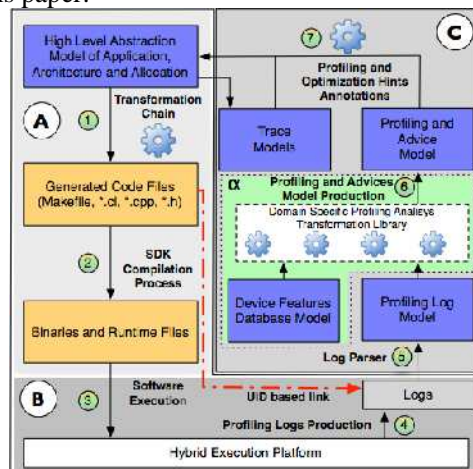 is paper.
High Level Abstraction
Model of Application,
Architecture and Allocation
A
1
Transformation
Chain
Generated Code Files
(Makefile, *.cl, *.cpp, *.h)
2
SDK
Compilation
Process
Binaries and Runtime Files
Software
Execution
B
3
7
C
Profiling and
Optimization Hints
Annotations
Trace
Models
Profiling and
Advice
Model
α
Profiling and Advices
Model Production
6
Domain Specific Profiling Analisys
Transformation Library
Device Features
Database Model
Profiling Log
Model
Log Parser
5
UID based link
Logs
Profiling Logs Production
4
Hybrid Execution Platform